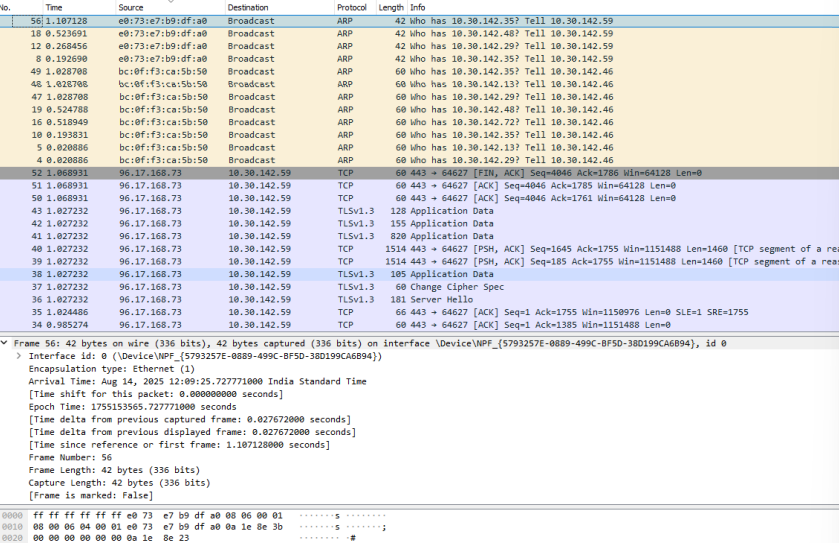 No. Time Source Destination Protocol Length Info
56 1.107128 e0:73:e7:b9:df:a0 Broadcast ARP 42 Who has 10.30.142.35? Tell 10.30.142.59
18 0.523691 e0:73:e7:b9:df:a0 Broadcast ARP 42 Who has 10.30.142.48? Tell 10.30.142.59
12 0.268456 e0:73:e7:b9:df:a0 Broadcast ARP 42 Who has 10.30.142.29? Tell 10.30.142.59
8 0.192690 e0:73:e7:b9:df:a0 Broadcast ARP 42 Who has 10.30.142.35? Tell 10.30.142.59
49 1.028708 bc:0f:f3:ca:5b:50 Broadcast ARP 60 Who has 10.30.142.35? Tell 10.30.142.46
48 1.028708 bc:0f:f3:ca:5b:50 Broadcast ARP 60 Who has 10.30.142.13? Tell 10.30.142.46
47 1.028708 bc:0f:f3:ca:5b:50 Broadcast ARP 60 Who has 10.30.142.29? Tell 10.30.142.46
19 0.524788 bc:0f:f3:ca:5b:50 Broadcast ARP 60 Who has 10.30.142.48? Tell 10.30.142.46
16 0.518949 bc:0f:f3:ca:5b:50 Broadcast ARP 60 Who has 10.30.142.72? Tell 10.30.142.46
10 0.193831 bc:0f:f3:ca:5b:50 Broadcast ARP 60 Who has 10.30.142.35? Tell 10.30.142.46
5 0.020886 bc:0f:f3:ca:5b:50 Broadcast ARP 60 Who has 10.30.142.13? Tell 10.30.142.46
4 0.020886 bc:0f:f3:ca:5b:50 Broadcast ARP 60 Who has 10.30.142.29? Tell 10.30.142.46
52 1.068931 96.17.168.73 10.30.142.59 TCP 60 443 → 64627 [FIN, ACK] Seq=4046 Ack=1786 Win=64128 Len=0
51 1.068931 96.17.168.73 10.30.142.59 TCP 60 443 → 64627 [ACK] Seq=4046 Ack=1785 Win=64128 Len=0
50 1.068931 96.17.168.73 10.30.142.59 TCP 60 443 → 64627 [ACK] Seq=4046 Ack=1761 Win=64128 Len=0
43 1.027232 96.17.168.73 10.30.142.59 TLSv1.3 128 Application Data
42 1.027232 96.17.168.73 10.30.142.59 TLSv1.3 155 Application Data
41 1.027232 96.17.168.73 10.30.142.59 TLSv1.3 820 Application Data
40 1.027232 96.17.168.73 10.30.142.59 TCP 1514 443 → 64627 [PSH, ACK] Seq=1645 Ack=1755 Win=1151488 Len=1460 [TCP segment of a rea
39 1.027232 96.17.168.73 10.30.142.59 TCP 1514 443 → 64627 [PSH, ACK] Seq=185 Ack=1755 Win=1151488 Len=1460 [TCP segment of a reas
38 1.027232 96.17.168.73 10.30.142.59 TLSv1.3 105 Application Data
37 1.027232 96.17.168.73 10.30.142.59 TLSv1.3 60 Change Cipher Spec
36 1.027232 96.17.168.73 10.30.142.59 TLSv1.3 181 Server Hello
35 1.024486 96.17.168.73 10.30.142.59 TCP 66 443 → 64627 [ACK] Seq=1 Ack=1755 Win=1150976 Len=0 SLE=1 SRE=1755
34 0.985274 96.17.168.73 10.30.142.59 TCP 60 443 → 64627 [ACK] Seq=1 Ack=1385 Win=1151488 Len=0
Frame 56: 42 bytes on wire (336 bits), 42 bytes captured (336 bits) on interface \Device\NPF_{5793257E-0889-499C-BF5D-38D199CA6B94}, id 0
Interface id: 0 (\Device\NPF_{5793257E-0889-499C-BF5D-38D199CA6B94})
Encapsulation type: Ethernet (1)
Arrival Time: Aug 14, 2025 12:09:25.727771000 India Standard Time
[Time shift for this packet: 0.000000000 seconds]
Epoch Time: 1755153565.727771000 seconds
[Time delta from previous captured frame: 0.027672000 seconds]
[Time delta from previous displayed frame: 0.027672000 seconds]
[Time since reference or first frame: 1.107128000 seconds]
Frame Number: 56
Frame Length: 42 bytes (336 bits)
Capture Length: 42 bytes (336 bits)
[Frame is marked: False]
0000 ff ff ff ff ff ff e0 73 e7 b9 df a0 08 06 00 01 ·······s ········
0010 08 00 06 04 00 01 e0 73 e7 b9 df a0 0a 1e 8e 3b ·······s ·······;
0020 00 00 00 00 00 00 0a 1e 8e 23 ········ ·#